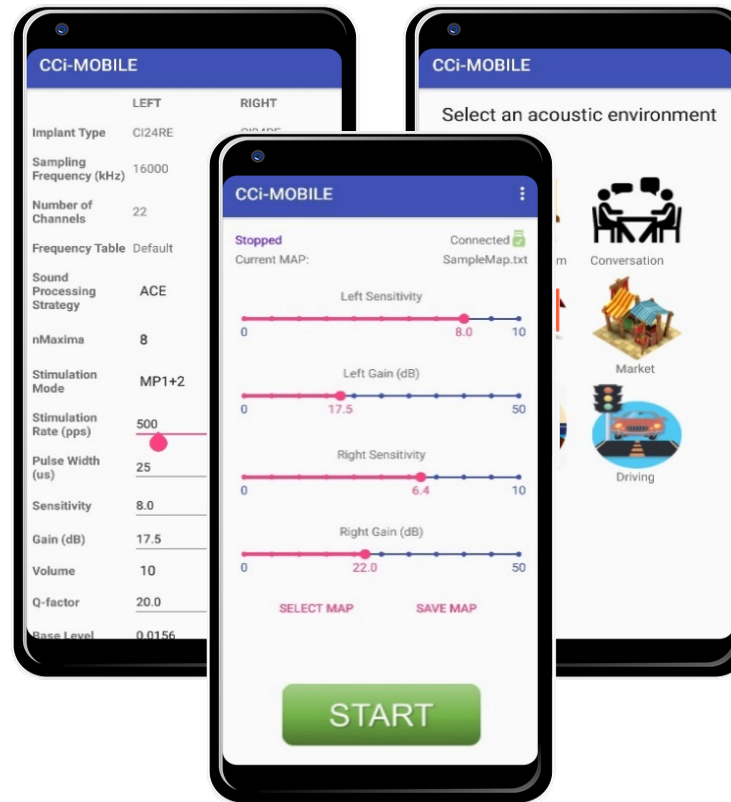 CCi-MOBILE
LEFT RIGHT
Implant Type CI24RE
Sampling
Frequency (kHz) 16000
Number of
Channels 22
Frequency Table Default
Sound
Processing
Strategy ACE
nMaxima 8
Stimulation
Mode MP1+2
Stimulation
Rate (pps) 500
Pulse Width
(us) 25
Sensitivity 8.0
Gain (dB) 17.5
Volume 10
Q-factor 20.0
Base Level 0.0156
CCi-MOBILE
Stopped Connected
Current MAP: SampleMap.txt
Left Sensitivity
0 8.0 10
Left Gain (dB)
0 17.5 50
Right Sensitivity
0 6.4 10
Right Gain (dB)
0 22.0 50
SELECT MAP SAVE MAP
START
CCi-MOBILE
Select an acoustic environment
Conversation
Market
Driving